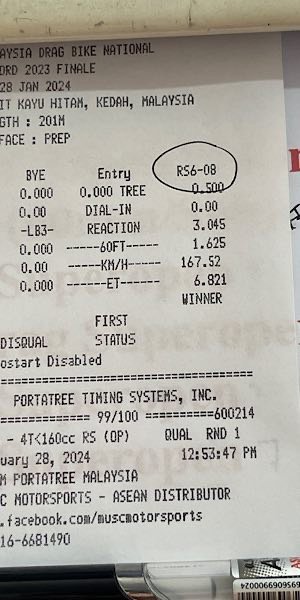 AYSIA DRAG BIKE NATIONAL
ORD 2023 FINALE
28 JAN 2024
IT KAYU HITAM, KEDAH, MALAYSIA
GTH : 201M
FACE : PREP
BYE Entry RS6-08
0.000 0.000 TREE 0.500
0.00 DIAL-IN 0.00
-LB3- REACTION 3.045
0.000 ------60FT----- 1.625
0.00 -----KM/H----- 167.52
0.000 ------ET----- 6.821
WINNER
FIRST
DISQUAL STATUS
ostart Disabled
PORTATREE TIMING SYSTEMS, INC.
========= 99/100 ==========600214
- 4T<160cc RS (OP) QUAL RND 1
uary 28, 2024 12:53:47 PM
M PORTATREE MALAYSIA
C MOTORSPORTS - ASEAN DISTRIBUTOR
.facebook.com/muscmotorsports
16-6681490